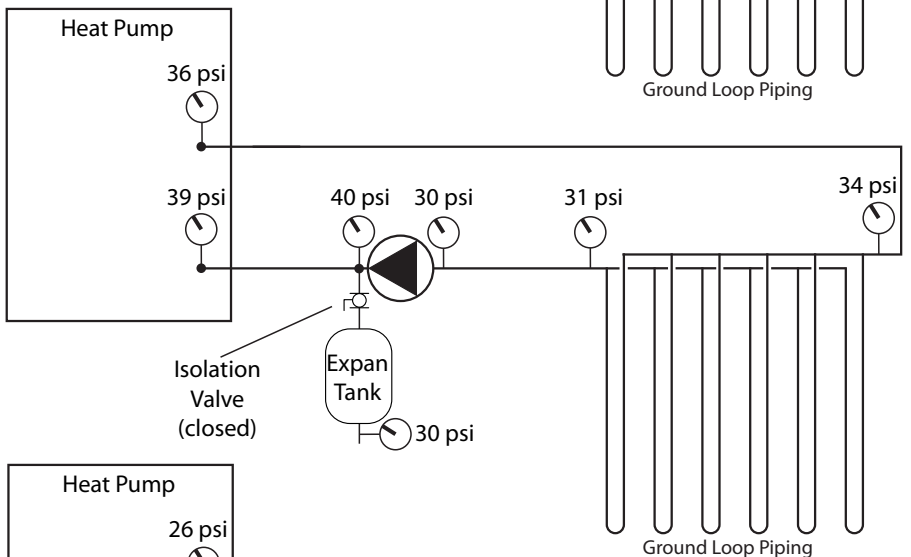 Ground Loop Piping
Heat Pump
36 psi
39 psi
40 psi
30 psi
31 psi
34 psi
Isolation
Valve
(closed)
Expan
Tank
30 psi
Ground Loop Piping
Heat Pump
26 psi